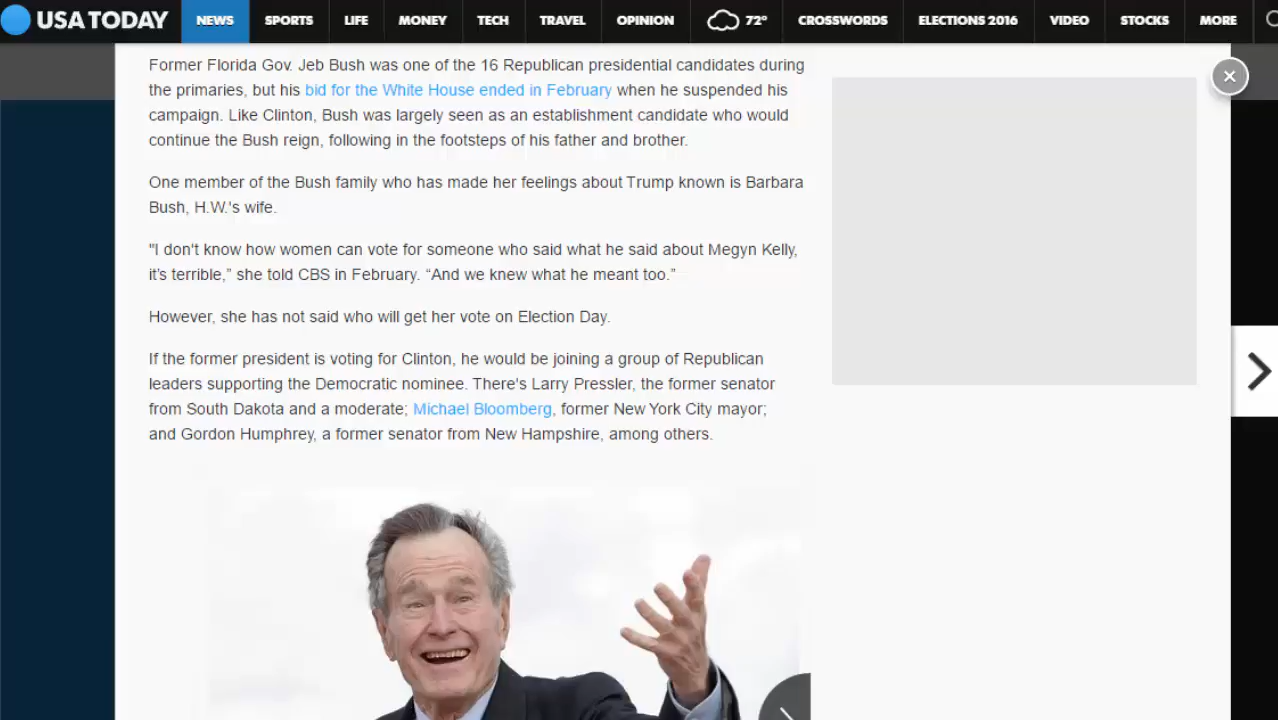 USA TODAY NEWS SPORTS LIFE MONEY TECH TRAVEL OPINION 72° CROSSWORDS ELECTIONS 2016 VIDEO STOCKS MORE
Former Florida Gov. Jeb Bush was one of the 16 Republican presidential candidates during
the primaries, but his bid for the White House ended in February when he suspended his
campaign. Like Clinton, Bush was largely seen as an establishment candidate who would
continue the Bush reign, following in the footsteps of his father and brother.
One member of the Bush family who has made her feelings about Trump known is Barbara
Bush, H.W.'s wife.
"I don't know how women can vote for someone who said what he said about Megyn Kelly,
it's terrible,” she told CBS in February. “And we knew what he meant too.”
However, she has not said who will get her vote on Election Day.
If the former president is voting for Clinton, he would be joining a group of Republican
leaders supporting the Democratic nominee. There's Larry Pressler, the former senator
from South Dakota and a moderate; Michael Bloomberg, former New York City mayor;
and Gordon Humphrey, a former senator from New Hampshire, among others.